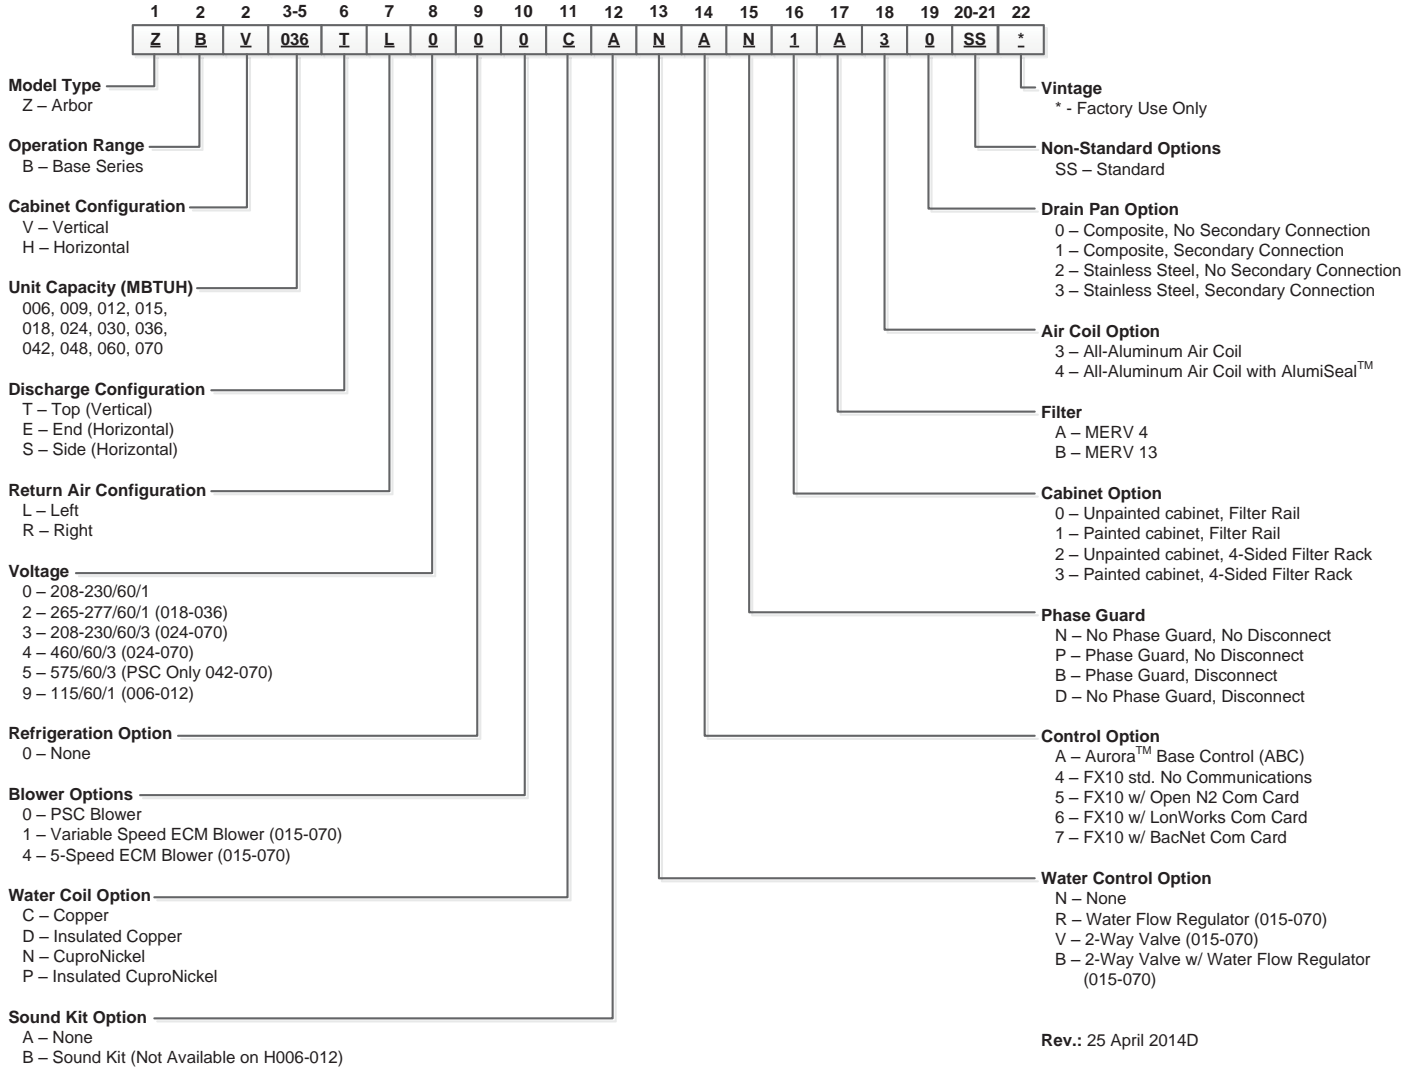 1 2 2 3-5 6 7 8 9 10 11 12 13 14 15 16 17 18 19 20-21 22
Z B V 036 T L 0 0 0 C A N A N 1 A 3 0 SS *
Model Type
Z – Arbor
Operation Range
B – Base Series
Cabinet Configuration
V – Vertical
H – Horizontal
Unit Capacity (MBTUH)
006, 009, 012, 015,
018, 024, 030, 036,
042, 048, 060, 070
Discharge Configuration
T – Top (Vertical)
E – End (Horizontal)
S – Side (Horizontal)
Return Air Configuration
L – Left
R – Right
Voltage
0 – 208-230/60/1
2 – 265-277/60/1 (018-036)
3 – 208-230/60/3 (024-070)
4 – 460/60/3 (024-070)
5 – 575/60/3 (PSC Only 042-070)
9 – 115/60/1 (006-012)
Refrigeration Option
0 – None
Blower Options
0 – PSC Blower
1 – Variable Speed ECM Blower (015-070)
4 – 5-Speed ECM Blower (015-070)
Water Coil Option
C – Copper
D – Insulated Copper
N – CuproNickel
P – Insulated CuproNickel
Sound Kit Option
A – None
B – Sound Kit (Not Available on H006-012)
Vintage
* - Factory Use Only
Non-Standard Options
SS – Standard
Drain Pan Option
0 – Composite, No Secondary Connection
1 – Composite, Secondary Connection
2 – Stainless Steel, No Secondary Connection
3 – Stainless Steel, Secondary Connection
Air Coil Option
3 – All-Aluminum Air Coil
4 – All-Aluminum Air Coil with AlumiSeal™
Filter
A – MERV 4
B – MERV 13
Cabinet Option
0 – Unpainted cabinet, Filter Rail
1 – Painted cabinet, Filter Rail
2 – Unpainted cabinet, 4-Sided Filter Rack
3 – Painted cabinet, 4-Sided Filter Rack
Phase Guard
N – No Phase Guard, No Disconnect
P – Phase Guard, No Disconnect
B – Phase Guard, Disconnect
D – No Phase Guard, Disconnect
Control Option
A – Aurora™ Base Control (ABC)
4 – FX10 std. No Communications
5 – FX10 w/ Open N2 Com Card
6 – FX10 w/ LonWorks Com Card
7 – FX10 w/ BacNet Com Card
Water Control Option
N – None
R – Water Flow Regulator (015-070)
V – 2-Way Valve (015-070)
B – 2-Way Valve w/ Water Flow Regulator
(015-070)
Rev.: 25 April 2014D